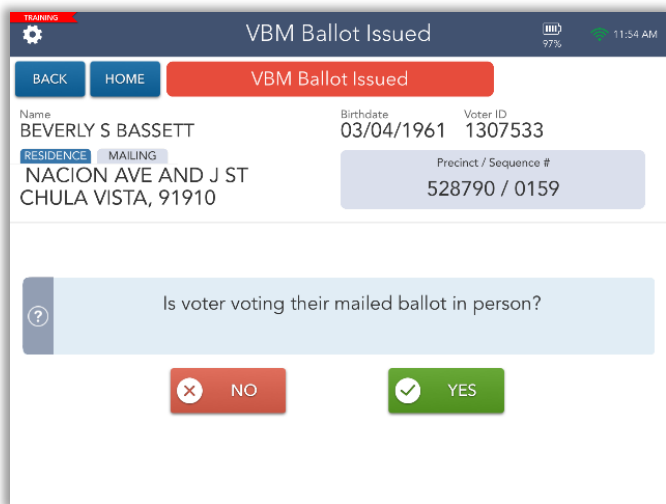 TRAINING
VBM Ballot Issued
97%
11:54 AM
BACK
HOME
VBM Ballot Issued
Name
BEVERLY S BASSETT
Birthdate
03/04/1961
Voter ID
1307533
RESIDENCE
MAILING
NACION AVE AND J ST
CHULA VISTA, 91910
Precinct / Sequence #
528790 / 0159
?
Is voter voting their mailed ballot in person?
NO
YES